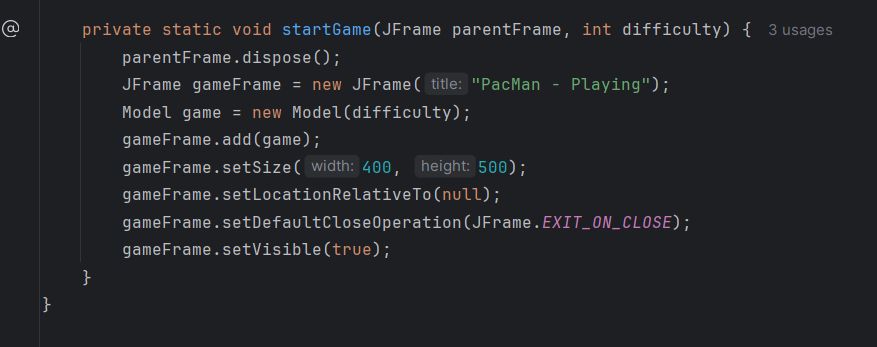 @ private static void startGame(JFrame parentFrame, int difficulty) { 3 usages
parentFrame.dispose();
JFrame gameFrame = new JFrame( title: "PacMan - Playing");
Model game = new Model(difficulty);
gameFrame.add(game);
gameFrame.setSize( width: 400, height: 500);
gameFrame.setLocationRelativeTo(null);
gameFrame.setDefaultCloseOperation(JFrame.EXIT_ON_CLOSE);
gameFrame.setVisible(true);
}
}